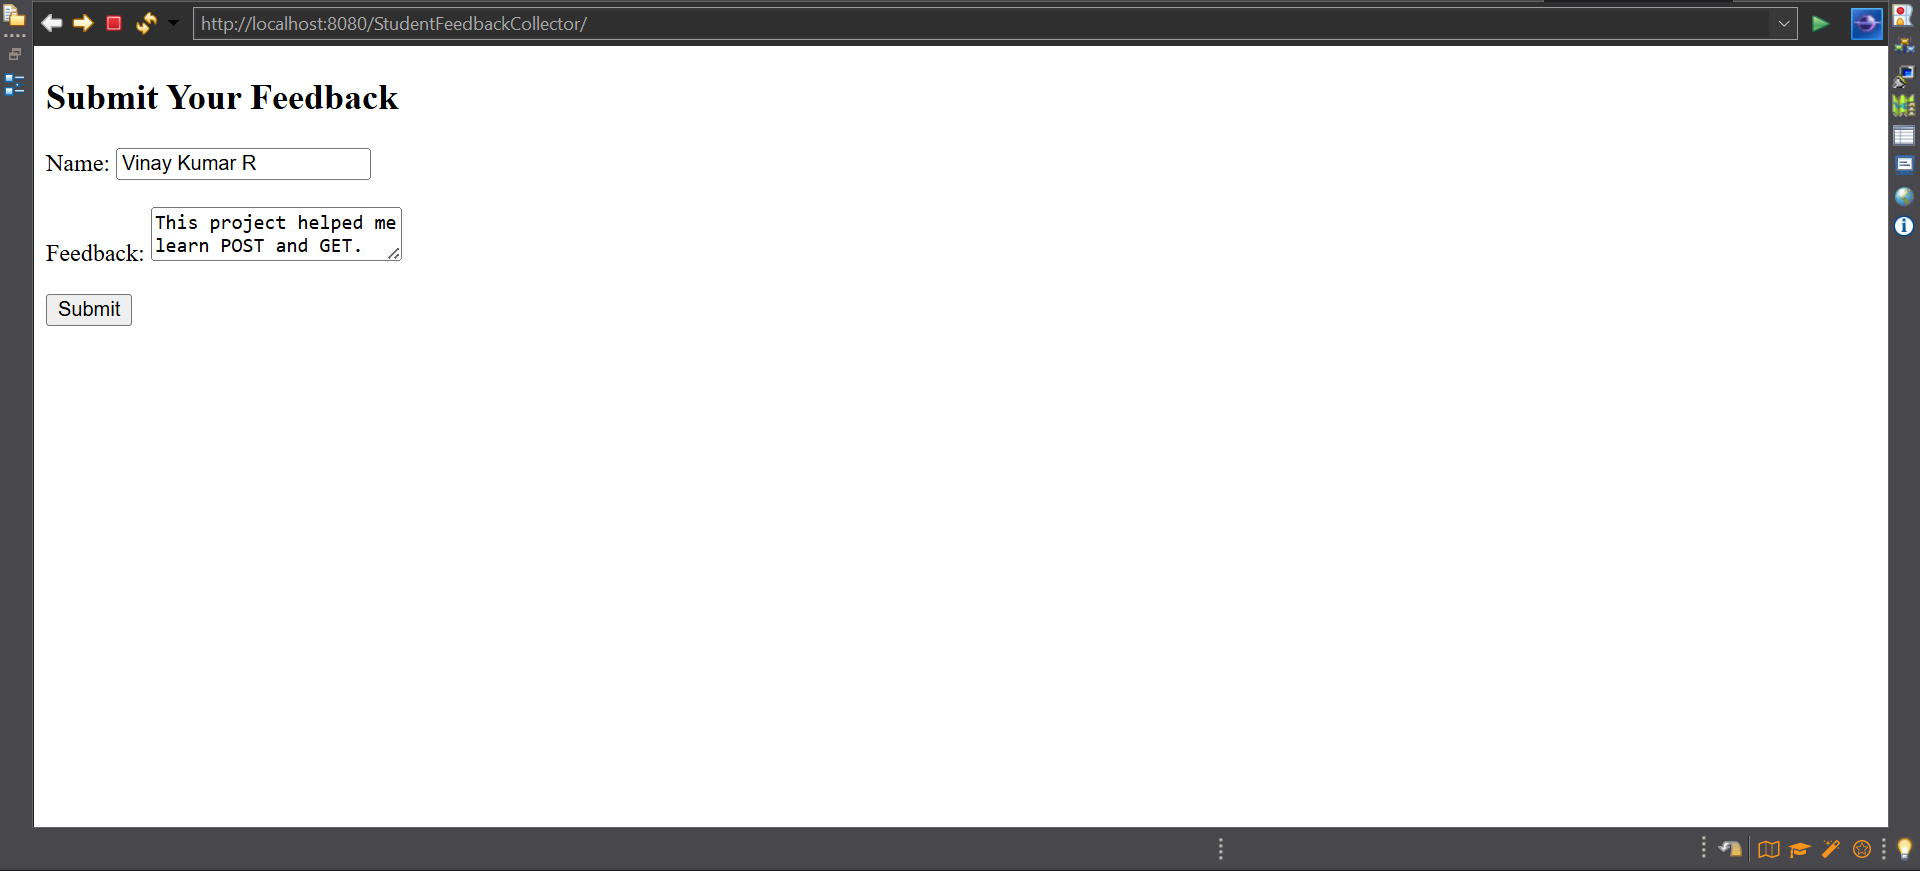 http://localhost:8080/StudentFeedbackCollector/
Submit Your Feedback
Name: Vinay Kumar R
Feedback: This project helped me
learn POST and GET.
Submit